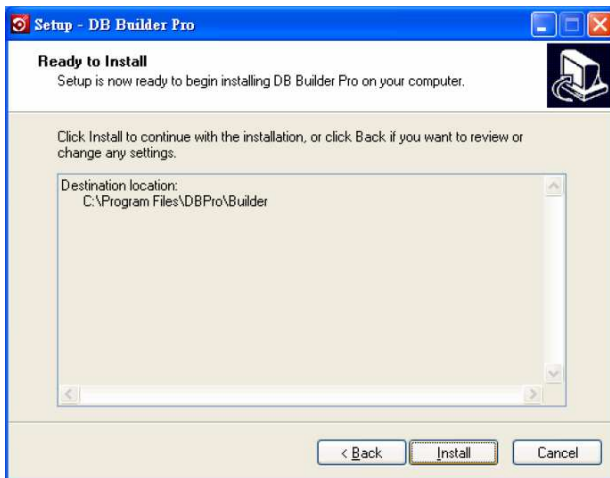 Setup - DB Builder Pro
Ready to Install
Setup is now ready to begin installing DB Builder Pro on your computer.
Click Install to continue with the installation, or click Back if you want to review or
change any settings.
Destination location:
C:\Program Files\DBPro\Builder
< Back
Install
Cancel